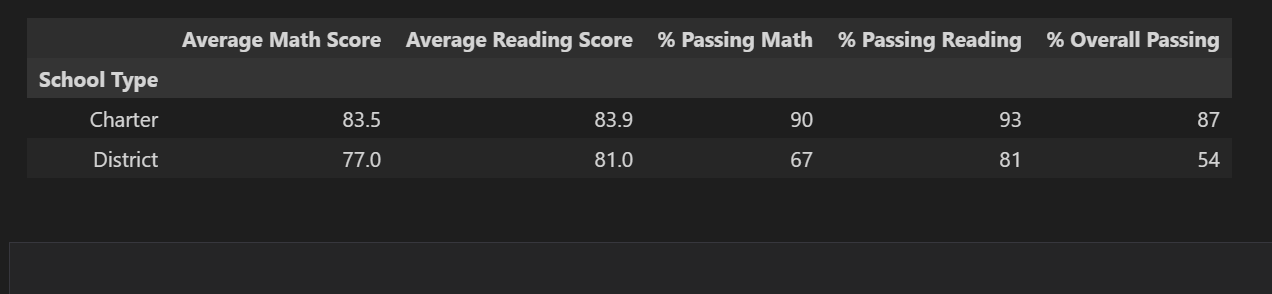 Average Math Score Average Reading Score % Passing Math % Passing Reading % Overall Passing
School Type
Charter 83.5 83.9 90 93 87
District 77.0 81.0 67 81 54